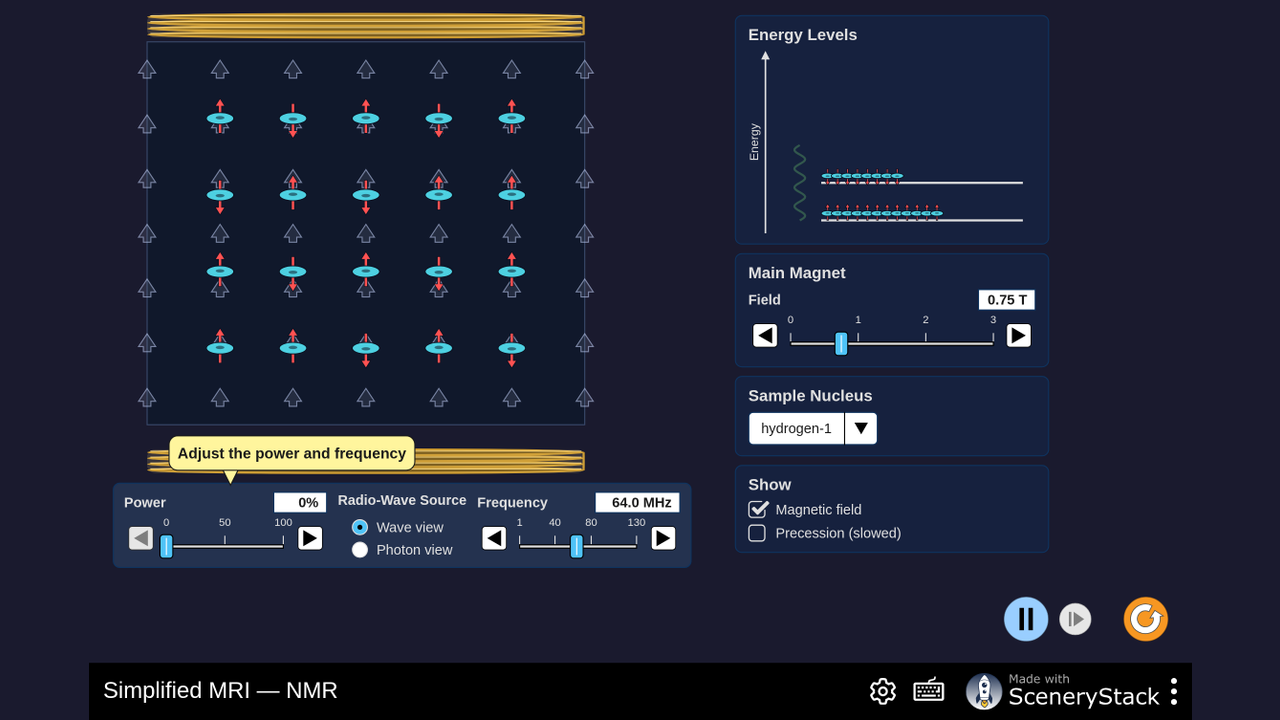 Energy Levels
Energy
Main Magnet
Field
0.75 T
0 1 2 3
Sample Nucleus
hydrogen-1
Adjust the power and frequency
Power
0%
0 50 100
Radio-Wave Source
Wave view
Photon view
Frequency
64.0 MHz
1 40 80 130
Show
Magnetic field
Precession (slowed)
Simplified MRI — NMR
Made with
SceneryStack